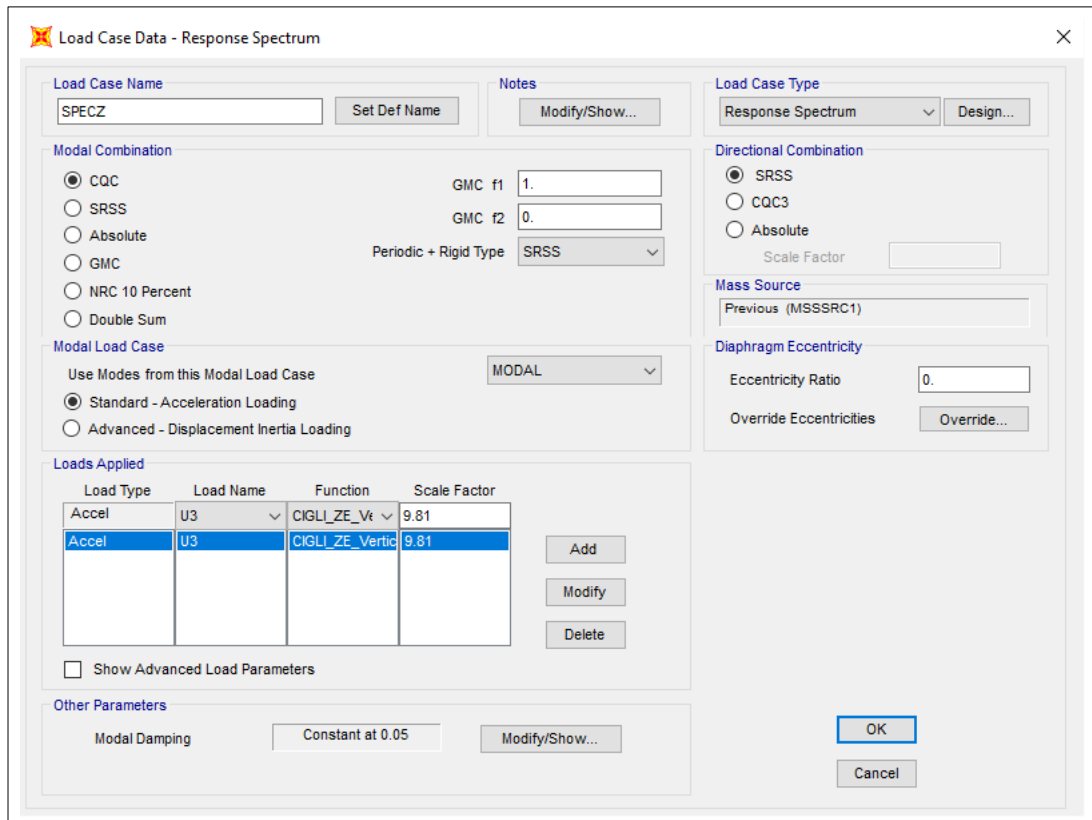 Load Case Data - Response Spectrum
Load Case Name
SPECZ
Set Def Name
Notes
Modify/Show...
Load Case Type
Response Spectrum
Design...
Modal Combination
CQC
SRSS
Absolute
GMC
NRC 10 Percent
Double Sum
GMC f1
1.
GMC f2
0.
Periodic + Rigid Type
SRSS
Directional Combination
SRSS
CQC3
Absolute
Scale Factor
Mass Source
Previous (MSSSRC1)
Modal Load Case
Use Modes from this Modal Load Case
MODAL
Standard - Acceleration Loading
Advanced - Displacement Inertia Loading
Diaphragm Eccentricity
Eccentricity Ratio
0.
Override Eccentricities
Override...
Loads Applied
Load Type Load Name Function Scale Factor
Accel U3 CIGLI_ZE_Ve 9.81
Accel U3 CIGLI_ZE_Vertic 9.81
Add
Modify
Delete
Show Advanced Load Parameters
Other Parameters
Modal Damping
Constant at 0.05
Modify/Show...
OK
Cancel